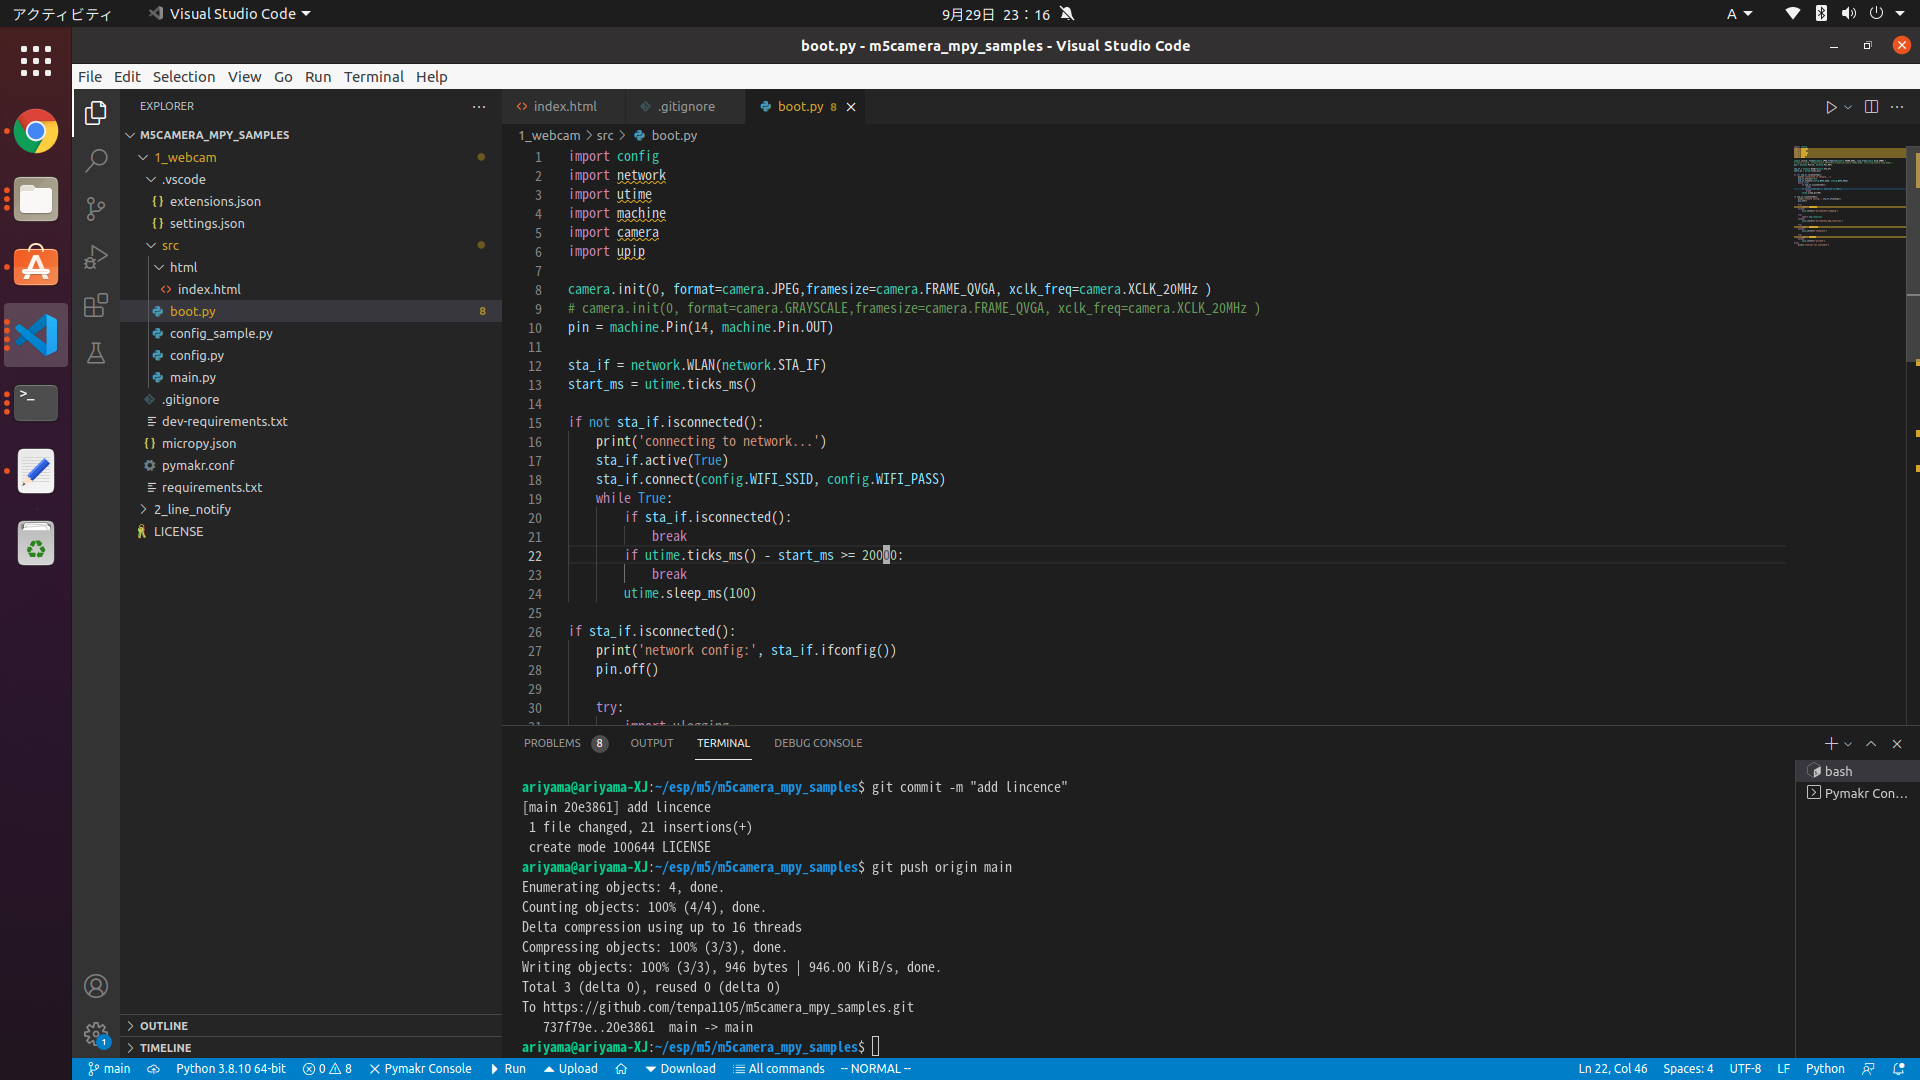 アクティビティ
Visual Studio Code
9月29日 23：16
A
boot.py - m5camera_mpy_samples - Visual Studio Code
File Edit Selection View Go Run Terminal Help
EXPLORER
M5CAMERA_MPY_SAMPLES
1_webcam
.vscode
extensions.json
settings.json
src
html
index.html
boot.py 8
config_sample.py
config.py
main.py
.gitignore
dev-requirements.txt
micropy.json
pymakr.conf
requirements.txt
2_line_notify
LICENSE
OUTLINE
TIMELINE
index.html .gitignore boot.py 8
1_webcam > src > boot.py
1 import config
2 import network
3 import utime
4 import machine
5 import camera
6 import upip
7
8 camera.init(0, format=camera.JPEG,framesize=camera.FRAME_QVGA, xclk_freq=camera.XCLK_20MHz )
9 # camera.init(0, format=camera.GRAYSCALE,framesize=camera.FRAME_QVGA, xclk_freq=camera.XCLK_20MHz )
10 pin = machine.Pin(14, machine.Pin.OUT)
11
12 sta_if = network.WLAN(network.STA_IF)
13 start_ms = utime.ticks_ms()
14
15 if not sta_if.isconnected():
16 print('connecting to network...')
17 sta_if.active(True)
18 sta_if.connect(config.WIFI_SSID, config.WIFI_PASS)
19 while True:
20 if sta_if.isconnected():
21 break
22 if utime.ticks_ms() - start_ms >= 20000:
23 break
24 utime.sleep_ms(100)
25
26 if sta_if.isconnected():
27 print('network config:', sta_if.ifconfig())
28 pin.off()
29
30 try:
31 import ulogging
PROBLEMS 8 OUTPUT TERMINAL DEBUG CONSOLE
bash
Pymakr Con...
ariyama@ariyama-XJ:~/esp/m5/m5camera_mpy_samples$ git commit -m "add lincence"
[main 20e3861] add lincence
1 file changed, 21 insertions(+)
create mode 100644 LICENSE
ariyama@ariyama-XJ:~/esp/m5/m5camera_mpy_samples$ git push origin main
Enumerating objects: 4, done.
Counting objects: 100% (4/4), done.
Delta compression using up to 16 threads
Compressing objects: 100% (3/3), done.
Writing objects: 100% (3/3), 946 bytes | 946.00 KiB/s, done.
Total 3 (delta 0), reused 0 (delta 0)
To https://github.com/tenpa1105/m5camera_mpy_samples.git
737f79e..20e3861 main -> main
ariyama@ariyama-XJ:~/esp/m5/m5camera_mpy_samples$
1
main Python 3.8.10 64-bit 0 8 Pymakr Console Run Upload Download All commands -- NORMAL -- Ln 22, Col 46 Spaces: 4 UTF-8 LF Python